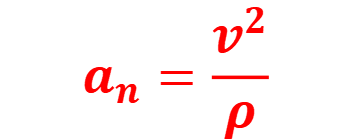 aₙ = v²/ρ